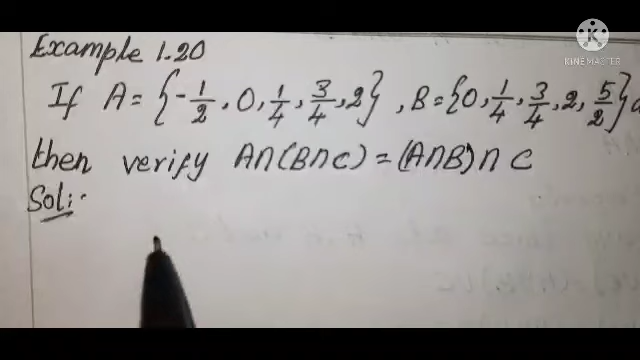 KINEMASTER
Example 1.20
If A = {-1/2, 0, 1/4, 3/4, 2}, B = {0, 1/4, 3/4, 2, 5/2} a
then verify A∩(B∩C) = (A∩B)∩C
Sol:-